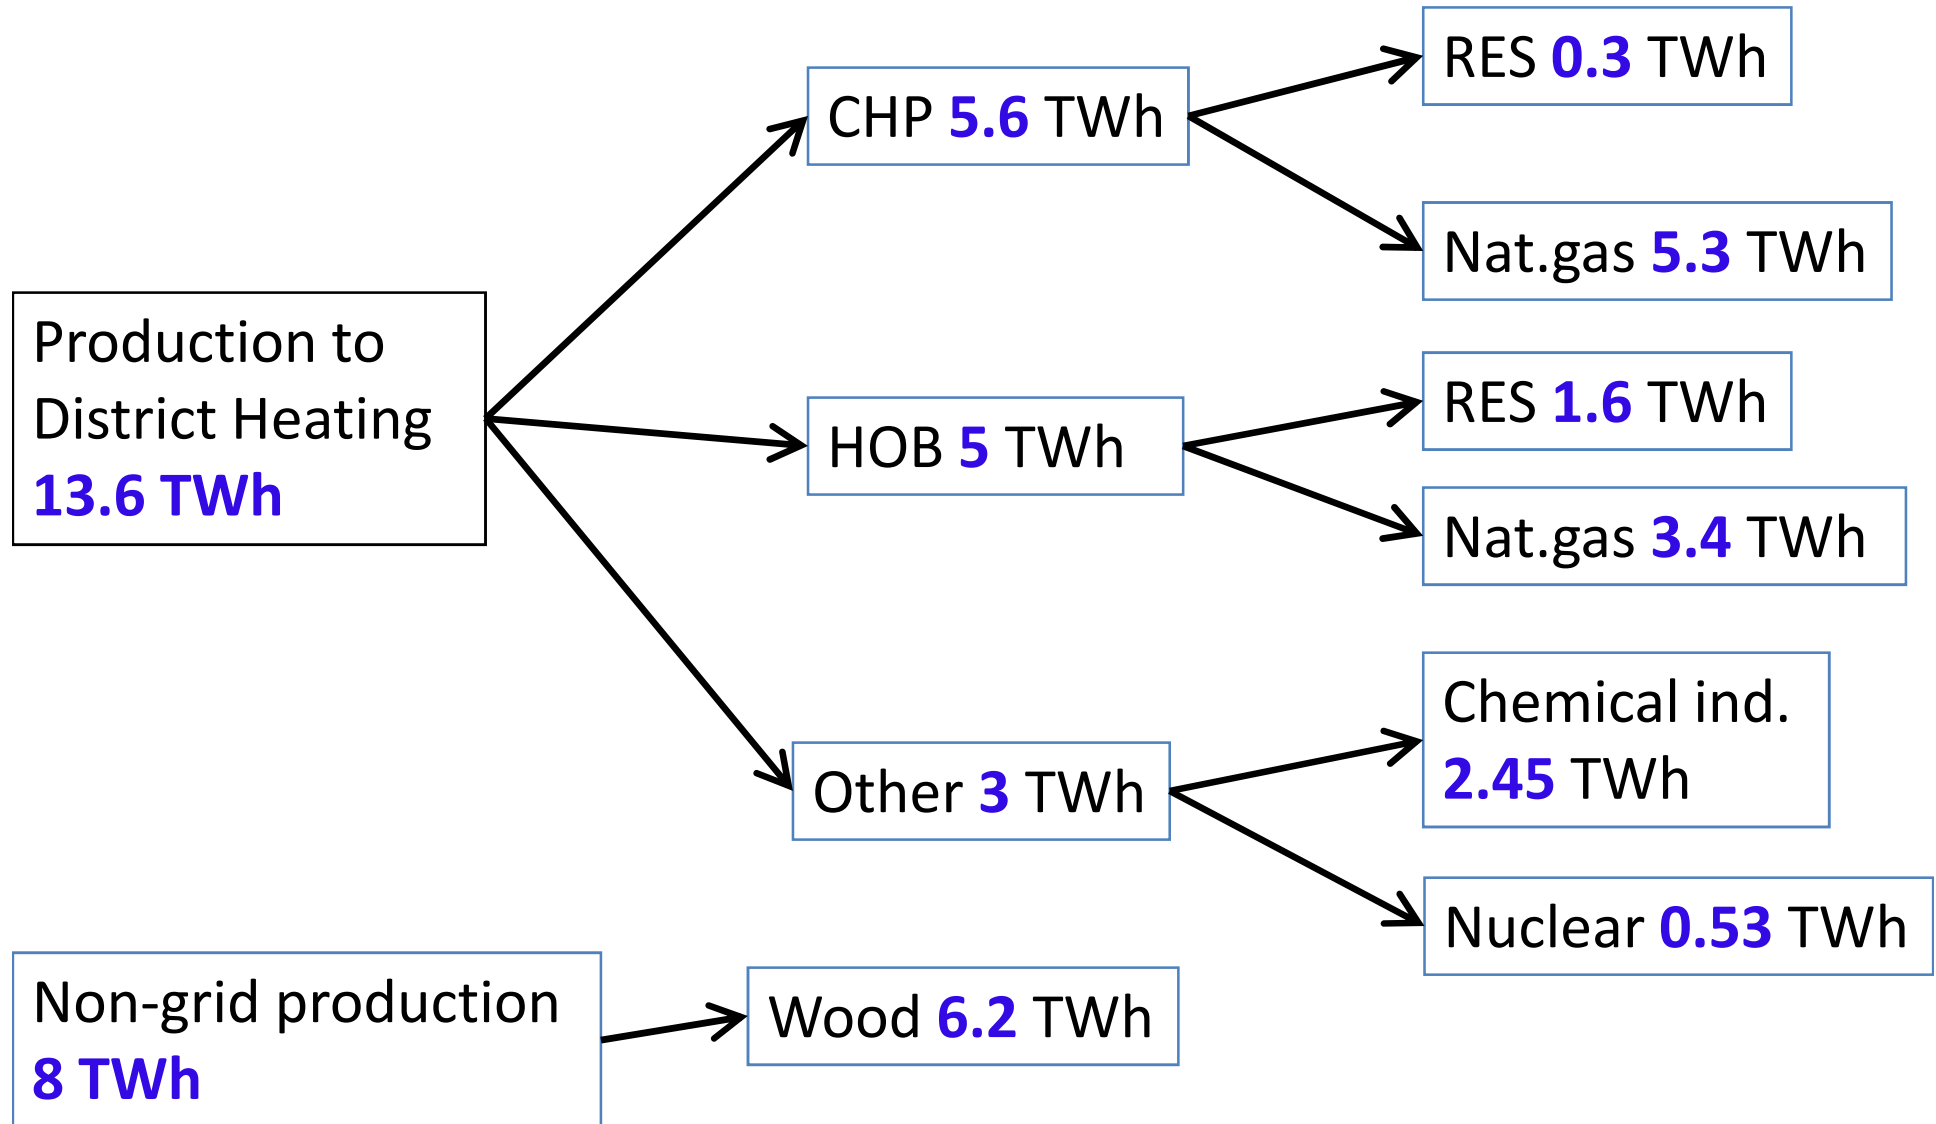 RES 0.3 TWh
CHP 5.6 TWh
Nat.gas 5.3 TWh
Production to
District Heating
13.6 TWh
RES 1.6 TWh
HOB 5 TWh
Nat.gas 3.4 TWh
Chemical ind.
2.45 TWh
Other 3 TWh
Nuclear 0.53 TWh
Non-grid production
8 TWh
Wood 6.2 TWh